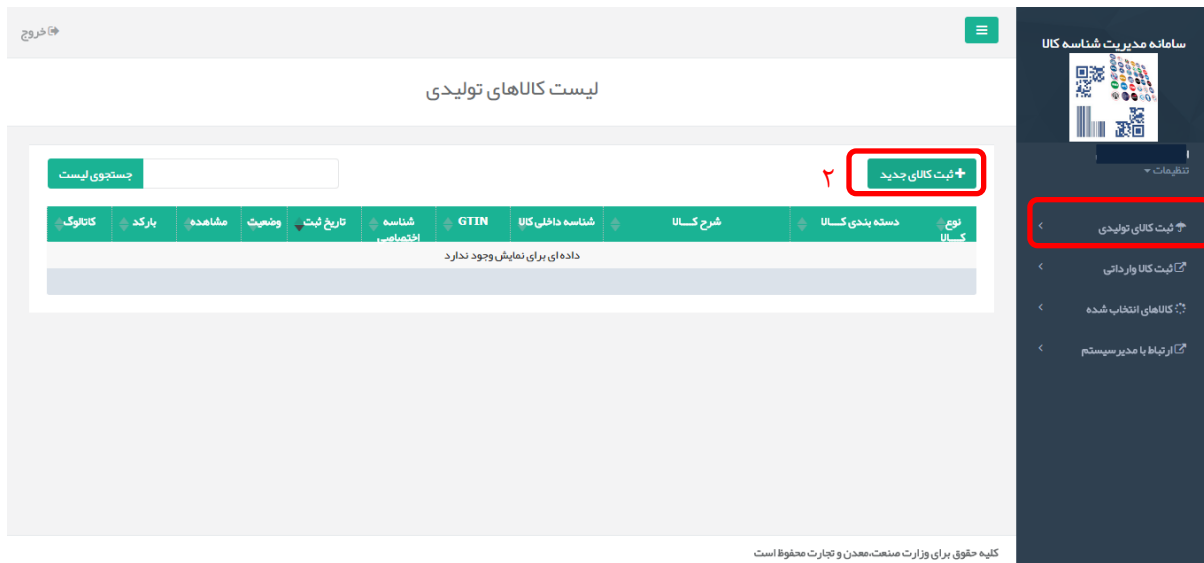 خروج
سامانه مدیریت شناسه کالا
تنظیمات
ثبت کالای تولیدی
ثبت کالا وارداتی
کالاهای انتخاب شده
ارتباط با مدیر سیستم
لیست کالاهای تولیدی
ثبت کالای جدید
۲
جستجوی لیست
نوع کـــالا
دسته بندی کـــالا
شرح کـــالا
شناسه داخلی کالا
GTIN
شناسه اختصاصی
تاریخ ثبت
وضعیت
مشاهده
بارکد
کاتالوگ
داده ای برای نمایش وجود ندارد
کلیه حقوق برای وزارت صنعت،معدن و تجارت محفوظ است